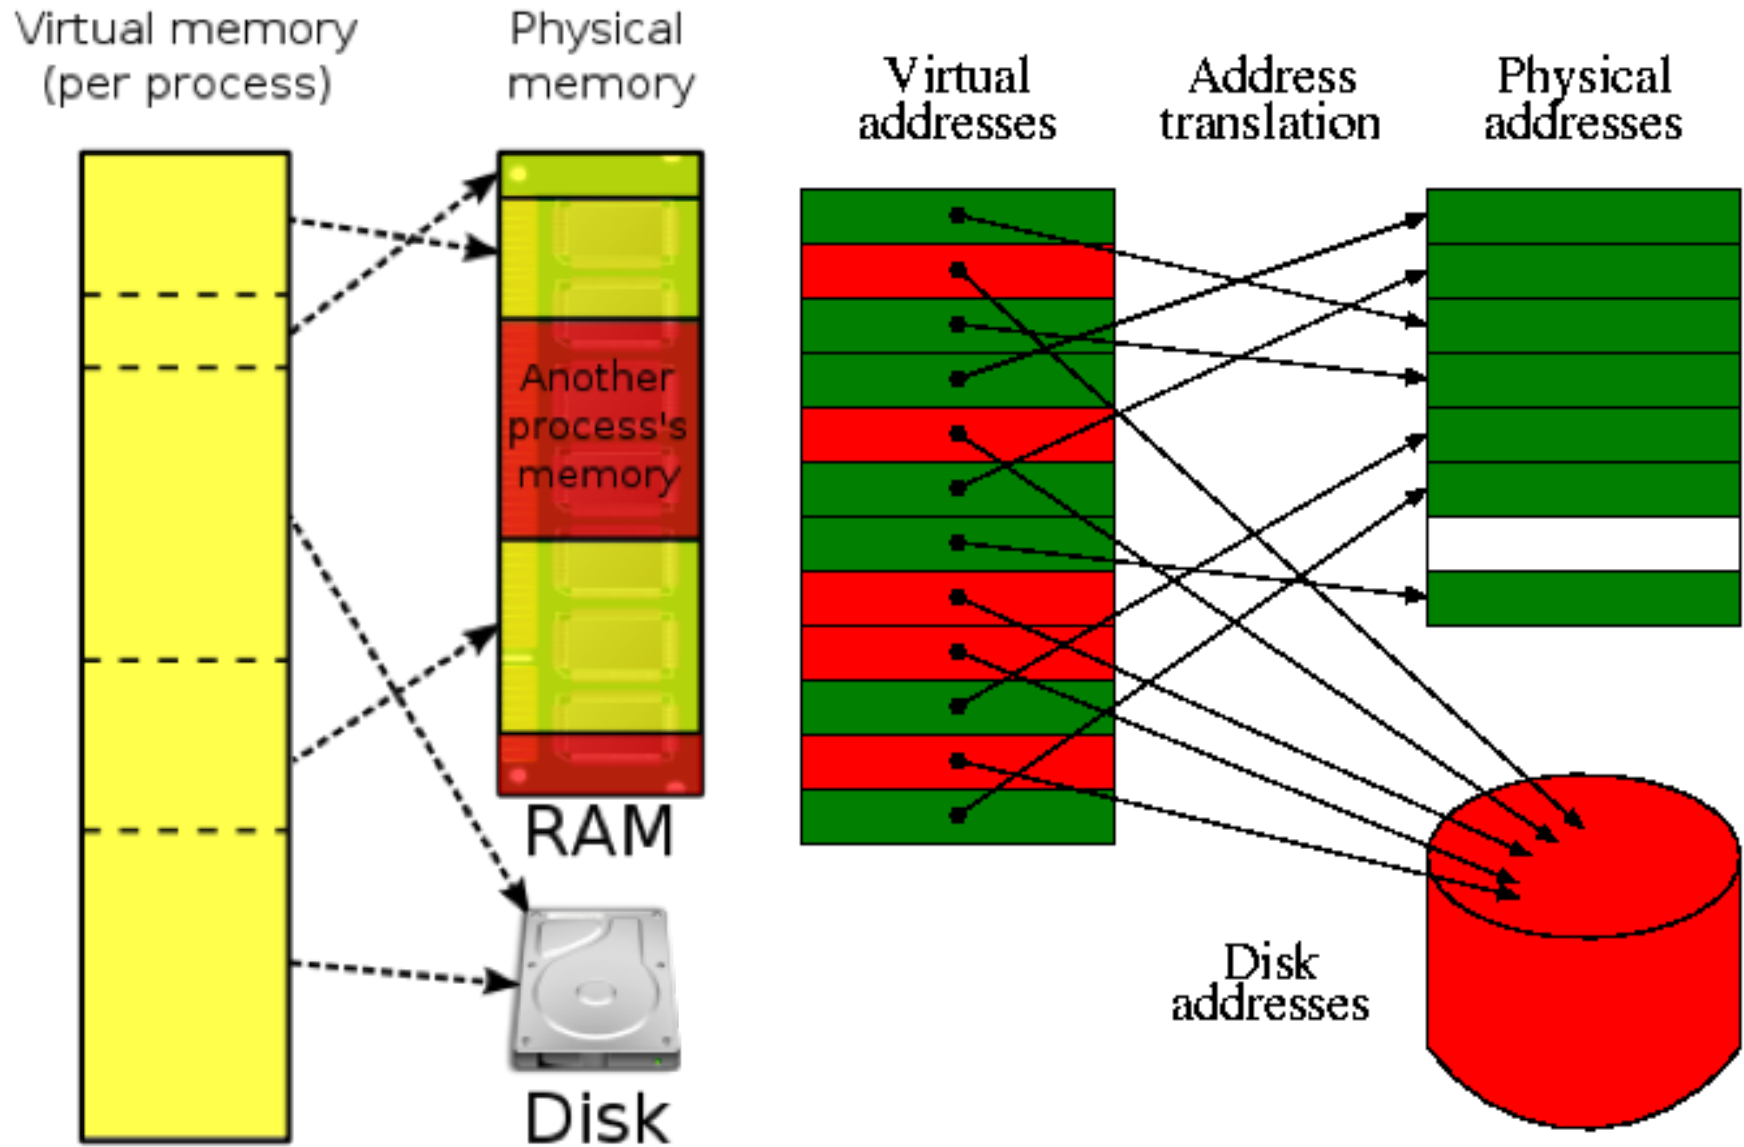 Virtual memory
(per process)
Physical
memory
Another
process's
memory
RAM
Disk
Virtual
addresses
Address
translation
Physical
addresses
Disk
addresses